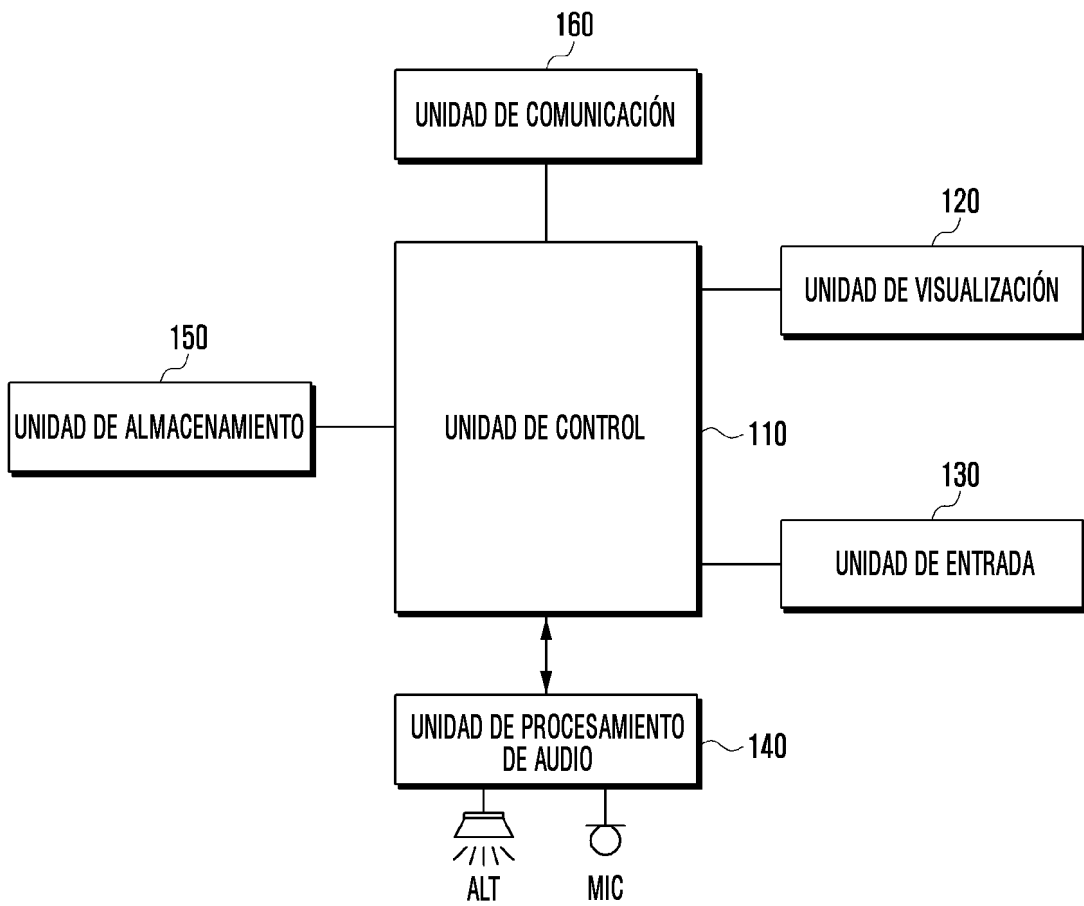 160
UNIDAD DE COMUNICACIÓN
120
UNIDAD DE VISUALIZACIÓN
150
UNIDAD DE ALMACENAMIENTO
UNIDAD DE CONTROL
110
130
UNIDAD DE ENTRADA
UNIDAD DE PROCESAMIENTO
DE AUDIO
140
ALT
MIC